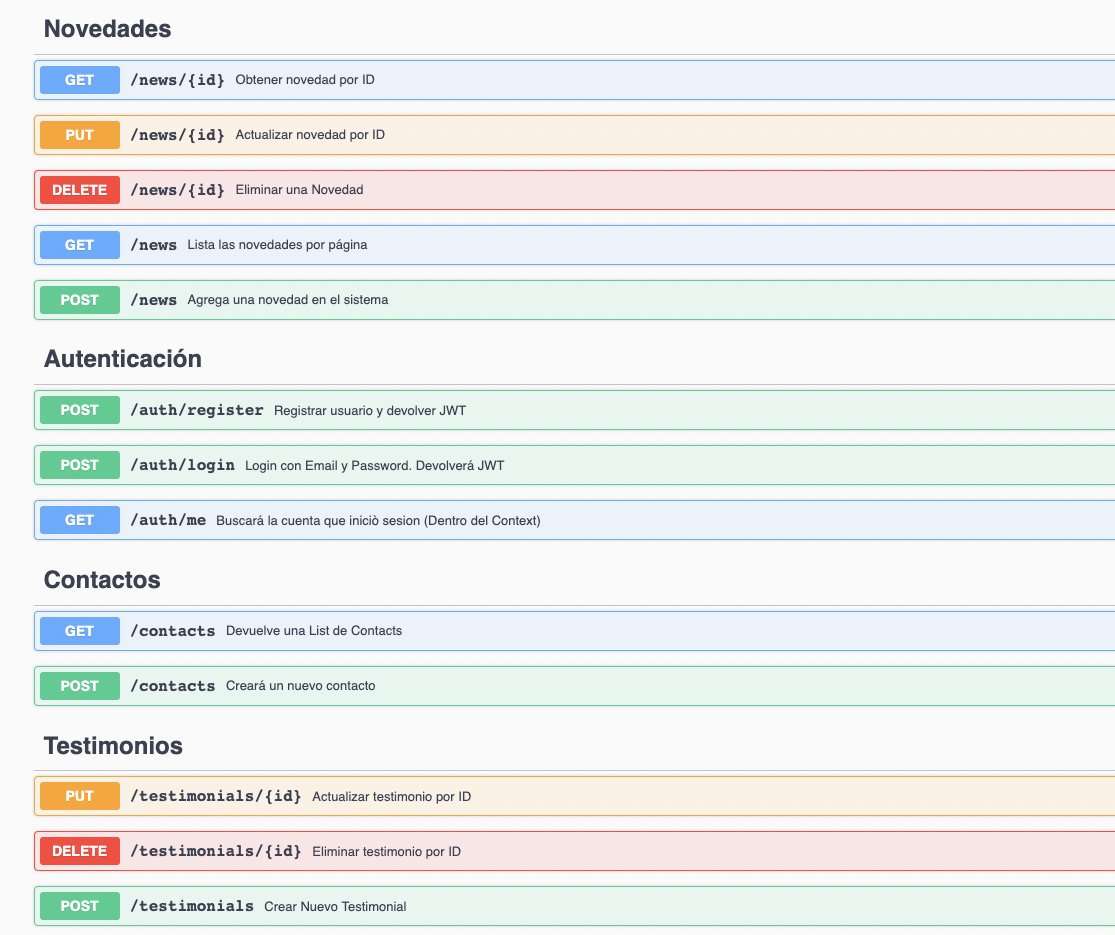 Novedades
GET /news/{id} Obtener novedad por ID
PUT /news/{id} Actualizar novedad por ID
DELETE /news/{id} Eliminar una Novedad
GET /news Lista las novedades por página
POST /news Agrega una novedad en el sistema
Autenticación
POST /auth/register Registrar usuario y devolver JWT
POST /auth/login Login con Email y Password. Devolverá JWT
GET /auth/me Buscará la cuenta que iniciò sesion (Dentro del Context)
Contactos
GET /contacts Devuelve una List de Contacts
POST /contacts Creará un nuevo contacto
Testimonios
PUT /testimonials/{id} Actualizar testimonio por ID
DELETE /testimonials/{id} Eliminar testimonio por ID
POST /testimonials Crear Nuevo Testimonial